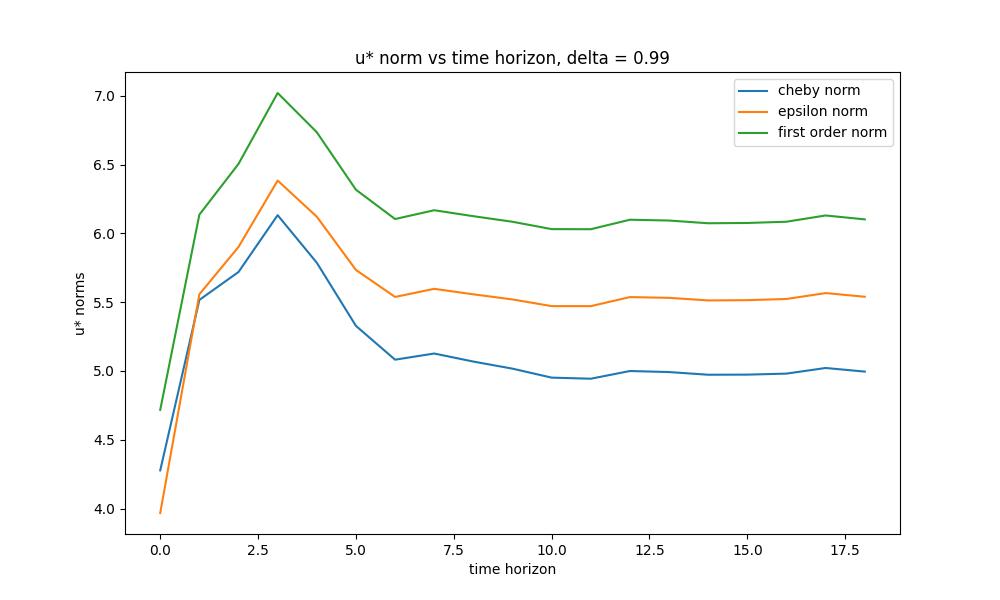 u* norm vs time horizon, delta = 0.99
cheby norm
epsilon norm
first order norm
7.0
6.5
6.0
5.5
5.0
4.5
4.0
u* norms
0.0
2.5
5.0
7.5
10.0
12.5
15.0
17.5
time horizon